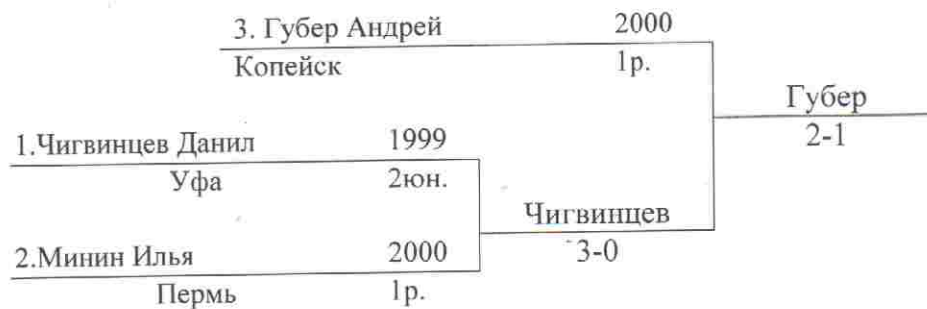 3. Губер Андрей 2000
Копейск 1р.
Губер
2-1
1.Чигвинцев Данил 1999
Уфа 2юн.
Чигвинцев
3-0
2.Минин Илья 2000
Пермь 1р.